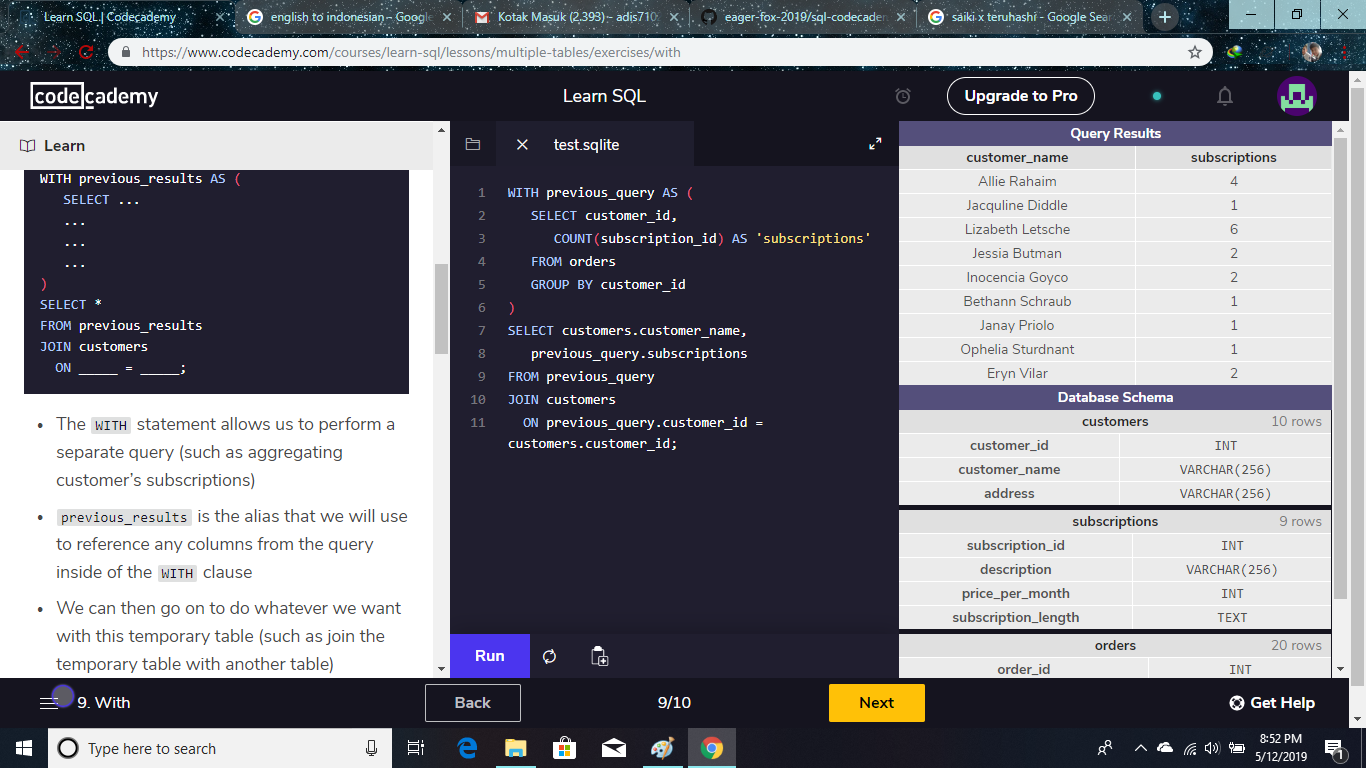 Learn SQL | Codecademy
english to indonesian - Google
Kotak Masuk (2.393) - adis710
eager-fox-2019/sql-codecadem
saiki x teruhashi - Google Sear
https://www.codecademy.com/courses/learn-sql/lessons/multiple-tables/exercises/with
codecademy
Learn SQL
Upgrade to Pro
Learn
WITH previous_results AS (
SELECT ...
...
...
...
)
SELECT *
FROM previous_results
JOIN customers
ON _____ = _____;
• The WITH statement allows us to perform a
separate query (such as aggregating
customer's subscriptions)
• previous_results is the alias that we will use
to reference any columns from the query
inside of the WITH clause
• We can then go on to do whatever we want
with this temporary table (such as join the
temporary table with another table)
test.sqlite
1 WITH previous_query AS (
2 SELECT customer_id,
3 COUNT(subscription_id) AS 'subscriptions'
4 FROM orders
5 GROUP BY customer_id
6 )
7 SELECT customers.customer_name,
8 previous_query.subscriptions
9 FROM previous_query
10 JOIN customers
11 ON previous_query.customer_id =
customers.customer_id;
Run
Query Results
customer_name subscriptions
Allie Rahaim 4
Jacquline Diddle 1
Lizabeth Letsche 6
Jessia Butman 2
Inocencia Goyco 2
Bethann Schraub 1
Janay Priolo 1
Ophelia Sturdnant 1
Eryn Vilar 2
Database Schema
customers 10 rows
customer_id INT
customer_name VARCHAR(256)
address VARCHAR(256)
subscriptions 9 rows
subscription_id INT
description VARCHAR(256)
price_per_month INT
subscription_length TEXT
orders 20 rows
order_id INT
9. With
Back
9/10
Next
Get Help
Type here to search
8:52 PM
5/12/2019
1